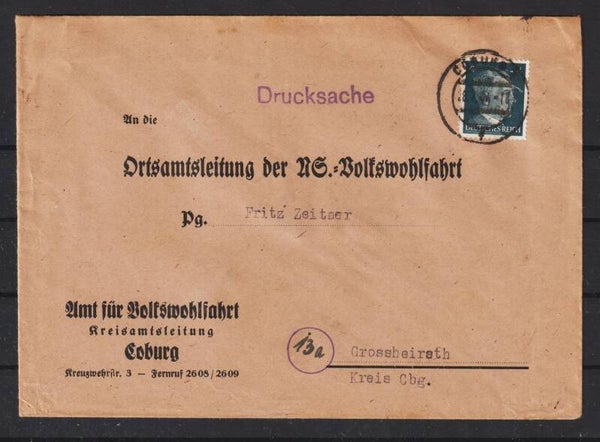 Drucksache
DEUTSCHES REICH
An die
Ortsamtsleitung der NS.-Volkswohlfahrt
Pg. Fritz Zeitser
Amt für Volkswohlfahrt
Kreisamtsleitung
Coburg
Kreuzwehrstr. 3 — Fernruf 2608/2609
13a
Grossheirath
Kreis Cbg.